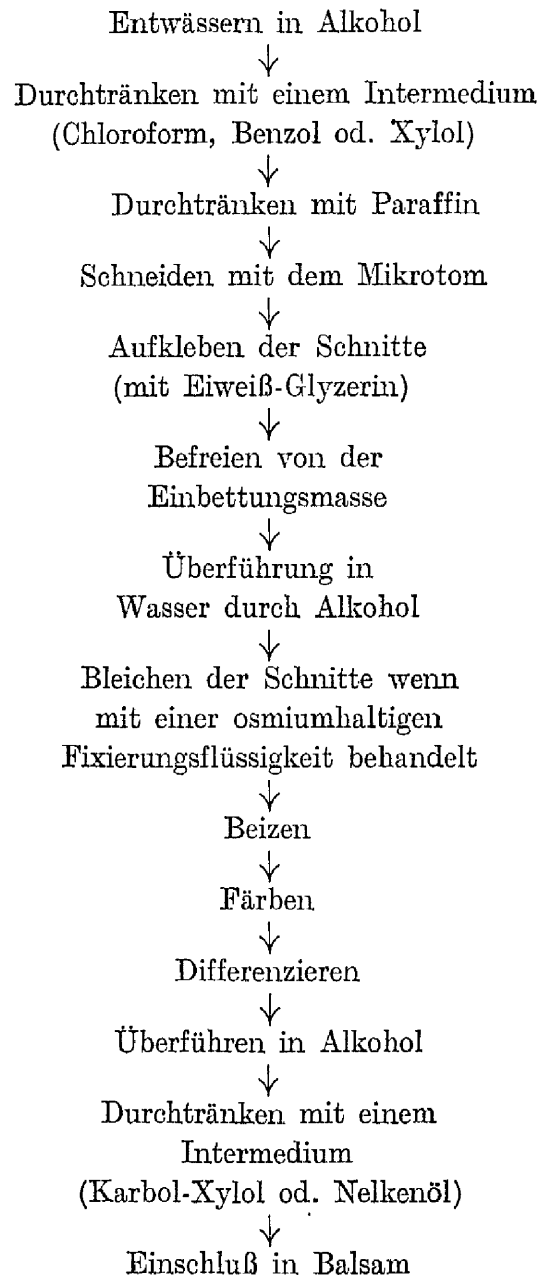 Entwässern in Alkohol
↓
Durchtränken mit einem Intermedium
(Chloroform, Benzol od. Xylol)
↓
Durchtränken mit Paraffin
↓
Schneiden mit dem Mikrotom
↓
Aufkleben der Schnitte
(mit Eiweiß-Glyzerin)
↓
Befreien von der
Einbettungsmasse
↓
Überführung in
Wasser durch Alkohol
↓
Bleichen der Schnitte wenn
mit einer osmiumhaltigen
Fixierungsflüssigkeit behandelt
↓
Beizen
↓
Färben
↓
Differenzieren
↓
Überführen in Alkohol
↓
Durchtränken mit einem
Intermedium
(Karbol-Xylol od. Nelkenöl)
↓
Einschluß in Balsam